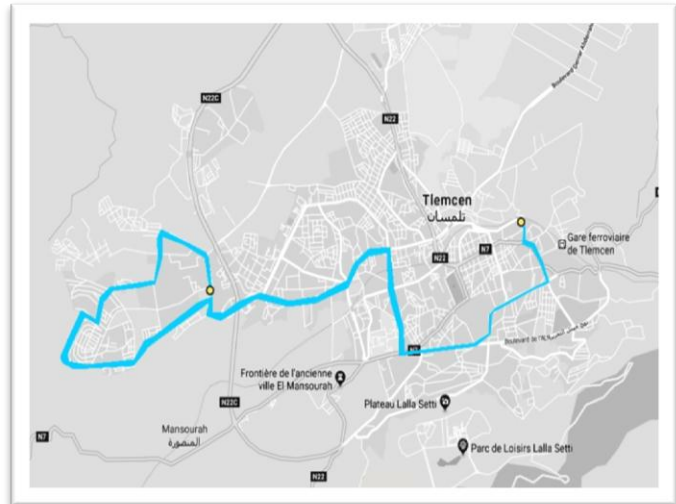 N22C
N22
Tlemcen
تلمسان
N7
N22
Gare ferroviaire
de Tlemcen
Frontière de l'ancienne
ville El Mansourah
Plateau Lalla Setti
N22C
Mansourah
المنصورة
N7
Parc de Loisirs Lalla Setti
N22